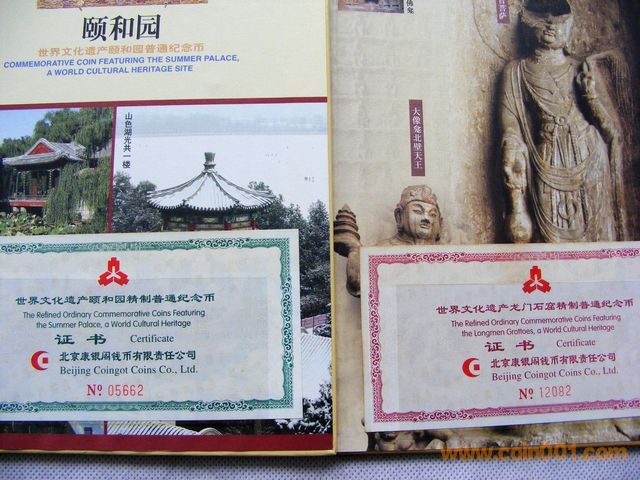 颐和园
世界文化遗产颐和园普通纪念币
COMMEMORATIVE COIN FEATURING THE SUMMER PALACE,
A WORLD CULTURAL HERITAGE SITE
山色湖光共一楼
世界文化遗产颐和园精制普通纪念币
The Refined Ordinary Commemorative Coins Featuring
the Summer Palace, a World Cultural Heritage
证书 Certificate
北京康银阁钱币有限责任公司
Beijing Coingot Coins Co., Ltd.
№ 05662
大像龛北壁天王
世界文化遗产龙门石窟精制普通纪念币
The Refined Ordinary Commemorative Coins Featuring
the Longmen Grottoes, a World Cultural Heritage
证书 Certificate
北京康银阁钱币有限责任公司
Beijing Coingot Coins Co., Ltd.
№ 12082
www.coin001.com